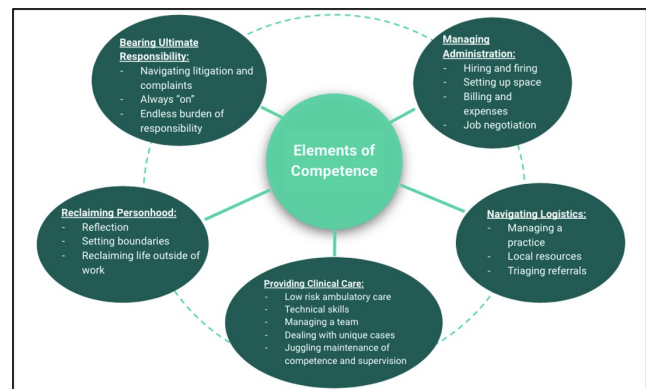 Bearing Ultimate
Responsibility:
- Navigating litigation and
complaints
- Always "on"
- Endless burden of
responsibility
Managing
Administration:
- Hiring and firing
- Setting up space
- Billing and
expenses
- Job negotiation
Elements of
Competence
Reclaiming Personhood:
- Reflection
- Setting boundaries
- Reclaiming life outside of
work
Navigating Logistics:
- Managing a
practice
- Local resources
- Triaging referrals
Providing Clinical Care:
- Low risk ambulatory care
- Technical skills
- Managing a team
- Dealing with unique cases
- Juggling maintenance of
competence and supervision